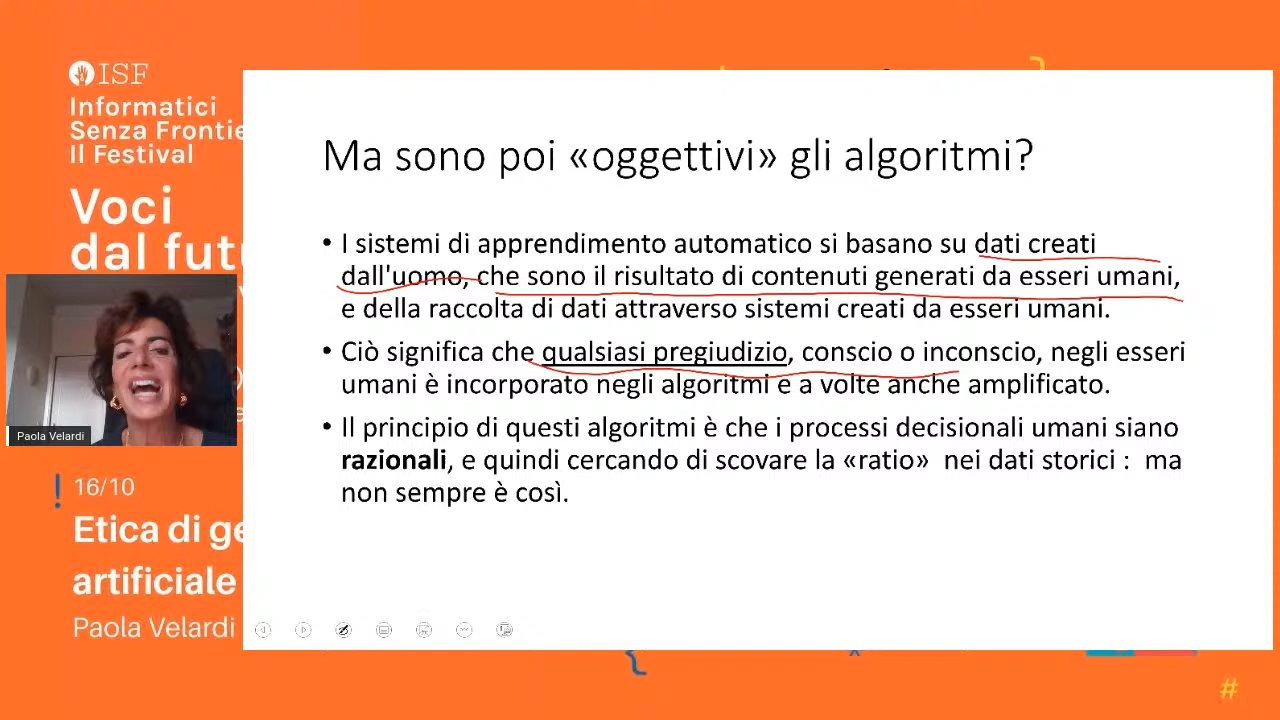 ISF
Informatici
Senza Frontie
Il Festival
Voci
dal fut
Paola Velardi
16/10
Etica di ge
artificiale
Paola Velardi
Ma sono poi «oggettivi» gli algoritmi?
• I sistemi di apprendimento automatico si basano su dati creati
dall'uomo, che sono il risultato di contenuti generati da esseri umani,
e della raccolta di dati attraverso sistemi creati da esseri umani.
• Ciò significa che qualsiasi pregiudizio, conscio o inconscio, negli esseri
umani è incorporato negli algoritmi e a volte anche amplificato.
• Il principio di questi algoritmi è che i processi decisionali umani siano
razionali, e quindi cercando di scovare la «ratio» nei dati storici : ma
non sempre è così.
#